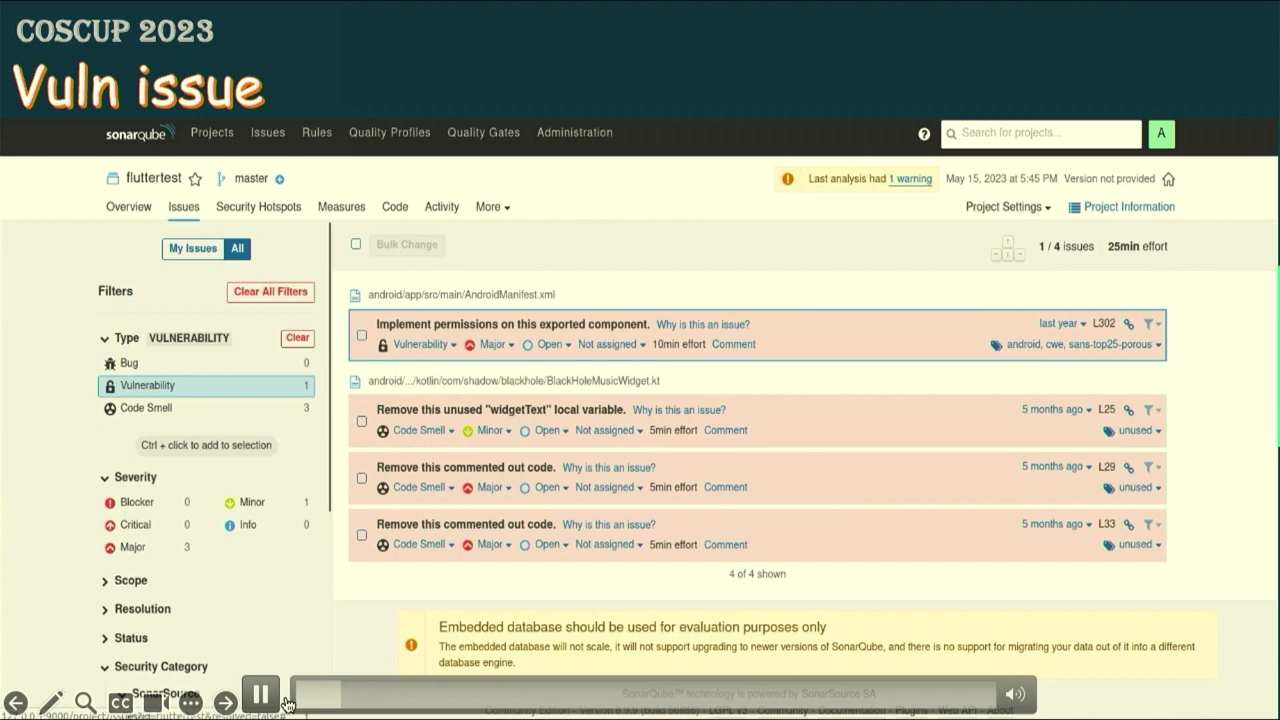 COSCUP 2023
Vuln issue
sonarqube Projects Issues Rules Quality Profiles Quality Gates Administration Search for projects... A
fluttertest master Last analysis had 1 warning May 15, 2023 at 5:45 PM Version not provided
Overview Issues Security Hotspots Measures Code Activity More Project Settings Project Information
My Issues All Bulk Change 1 / 4 issues 25min effort
Filters Clear All Filters
Type VULNERABILITY Clear
Bug 0
Vulnerability 1
Code Smell 3
Ctrl + click to add to selection
Severity
Blocker 0 Minor 1
Critical 0 Info 0
Major 3
Scope
Resolution
Status
Security Category
SonarSource
android/app/src/main/AndroidManifest.xml
Implement permissions on this exported component. Why is this an issue? last year L302
Vulnerability Major Open Not assigned 10min effort Comment android, cwe, sans-top25-porous
android/.../kotlin/com/shadow/blackhole/BlackHoleMusicWidget.kt
Remove this unused "widgetText" local variable. Why is this an issue? 5 months ago L25
Code Smell Minor Open Not assigned 5min effort Comment unused
Remove this commented out code. Why is this an issue? 5 months ago L29
Code Smell Major Open Not assigned 5min effort Comment unused
Remove this commented out code. Why is this an issue? 5 months ago L33
Code Smell Major Open Not assigned 5min effort Comment unused
4 of 4 shown
Embedded database should be used for evaluation purposes only
The embedded database will not scale, it will not support upgrading to newer versions of SonarQube, and there is no support for migrating your data out of it into a different
database engine.
SonarQube™ technology is powered by SonarSource SA
CC